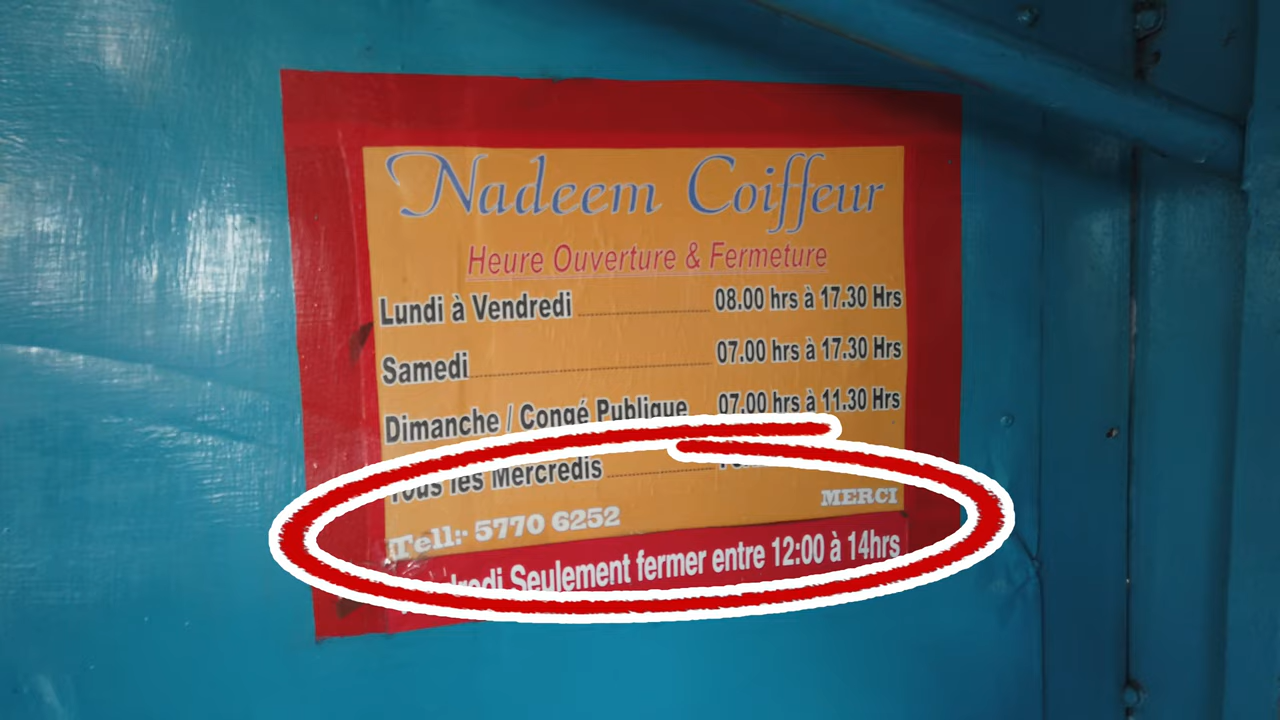 Nadeem Coiffeur
Heure Ouverture & Fermeture
Lundi à Vendredi 08.00 hrs à 17.30 Hrs
Samedi 07.00 hrs à 17.30 Hrs
Dimanche / Congé Publique 07.00 hrs à 11.30 Hrs
Tous les Mercredis
MERCI
Tell:- 5770 6252
Seulement fermer entre 12:00 à 14hrs